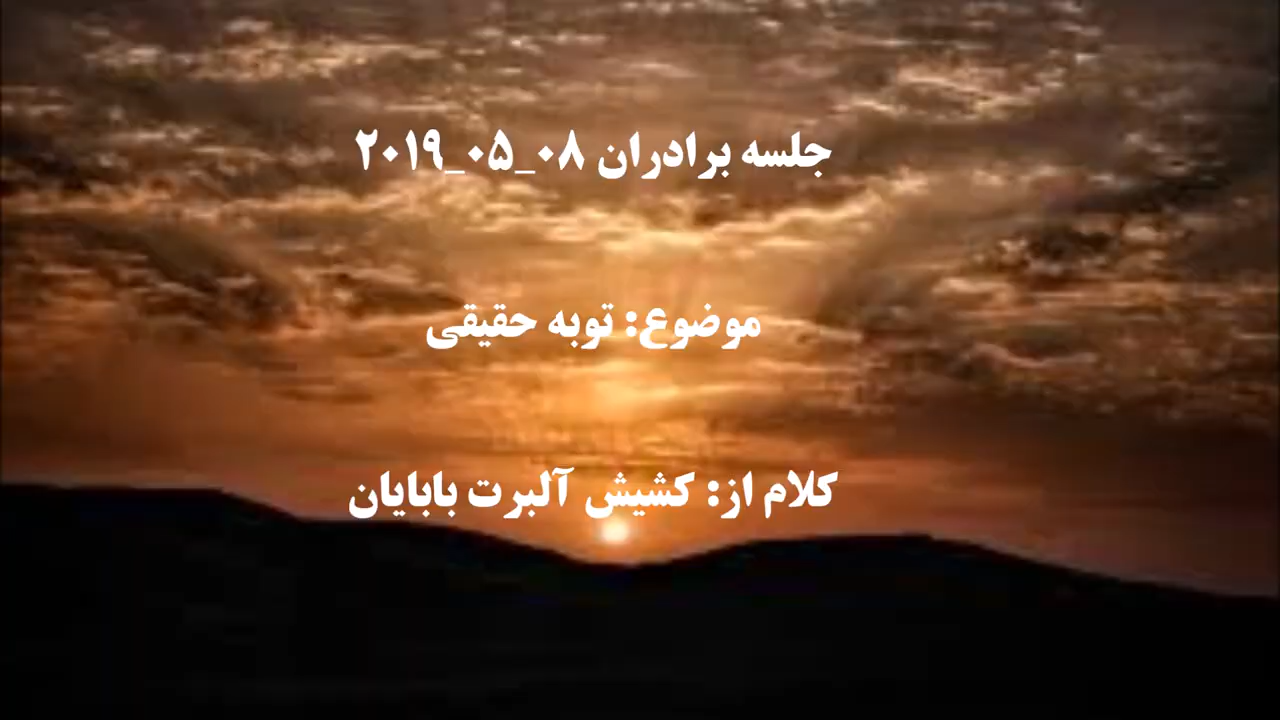 جلسه برادران ۰۸_۰۵_۲۰۱۹
موضوع: توبه حقیقی
کلام از: کشیش آلبرت بابایان